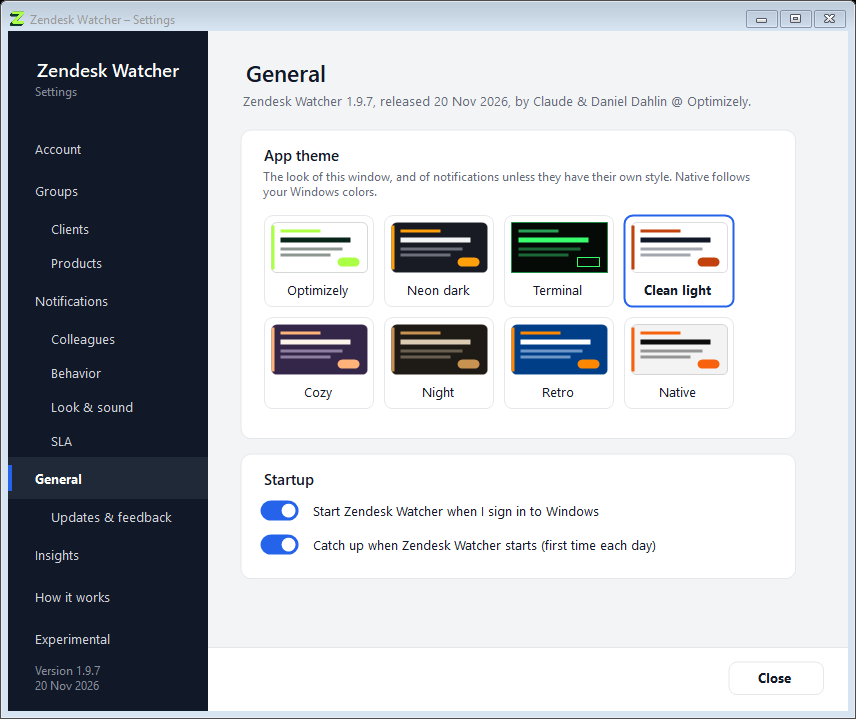 Zendesk Watcher – Settings
Zendesk Watcher
Settings
Account
Groups
Clients
Products
Notifications
Colleagues
Behavior
Look & sound
SLA
General
Updates & feedback
Insights
How it works
Experimental
Version 1.9.7
20 Nov 2026
General
Zendesk Watcher 1.9.7, released 20 Nov 2026, by Claude & Daniel Dahlin @ Optimizely.
App theme
The look of this window, and of notifications unless they have their own style. Native follows
your Windows colors.
Optimizely
Neon dark
Terminal
Clean light
Cozy
Night
Retro
Native
Startup
Start Zendesk Watcher when I sign in to Windows
Catch up when Zendesk Watcher starts (first time each day)
Close